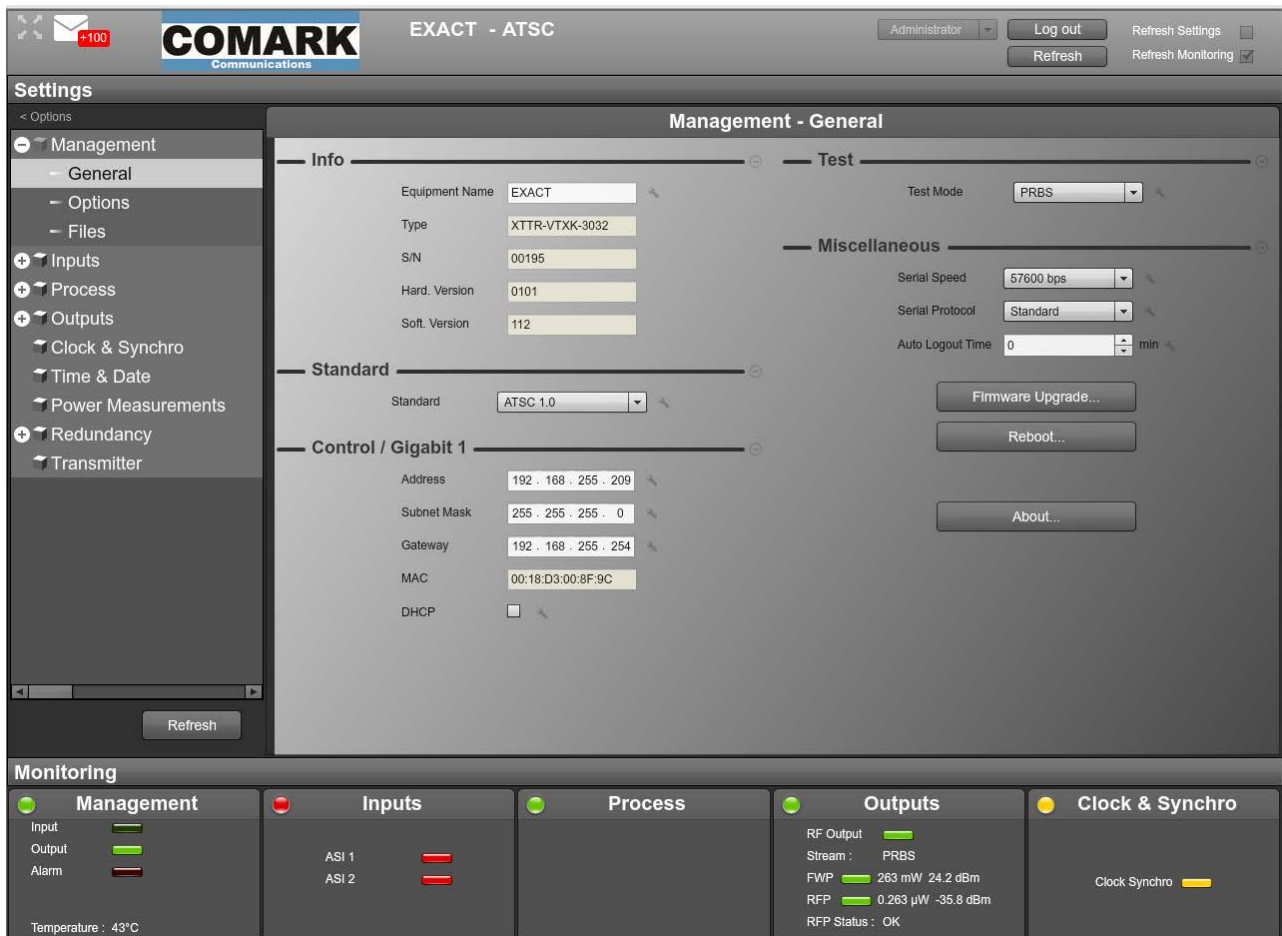 +100
COMARK
Communications
EXACT - ATSC
Administrator
Log out
Refresh
Refresh Settings
Refresh Monitoring
Settings
< Options
Management
General
Options
Files
Inputs
Process
Outputs
Clock & Synchro
Time & Date
Power Measurements
Redundancy
Transmitter
Refresh
Management - General
Info
Equipment Name EXACT
Type XTTR-VTXK-3032
S/N 00195
Hard. Version 0101
Soft. Version 112
Standard
Standard ATSC 1.0
Control / Gigabit 1
Address 192 . 168 . 255 . 209
Subnet Mask 255 . 255 . 255 . 0
Gateway 192 . 168 . 255 . 254
MAC 00:18:D3:00:8F:9C
DHCP
Test
Test Mode PRBS
Miscellaneous
Serial Speed 57600 bps
Serial Protocol Standard
Auto Logout Time 0 min
Firmware Upgrade...
Reboot...
About...
Monitoring
Management
Input
Output
Alarm
Temperature : 43°C
Inputs
ASI 1
ASI 2
Process
Outputs
RF Output
Stream : PRBS
FWP 263 mW 24.2 dBm
RFP 0.263 µW -35.8 dBm
RFP Status : OK
Clock & Synchro
Clock Synchro